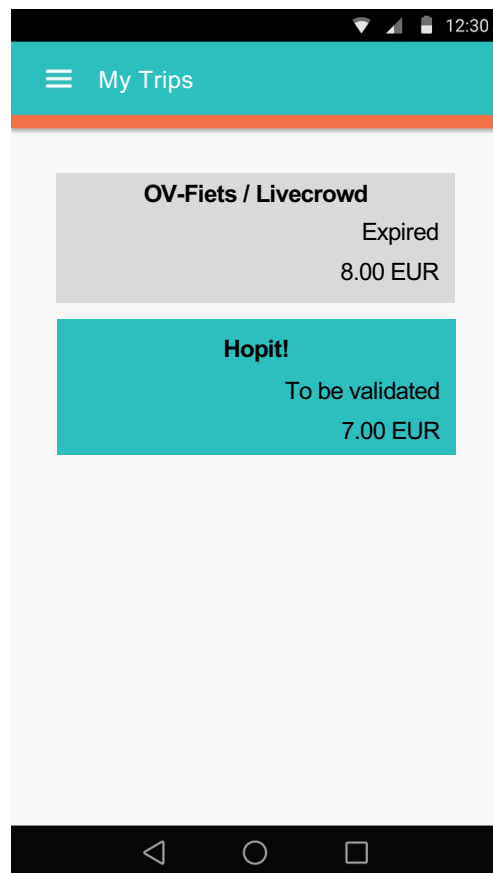 12:30
My Trips
OV-Fiets / Livecrowd
Expired
8.00 EUR
Hopit!
To be validated
7.00 EUR